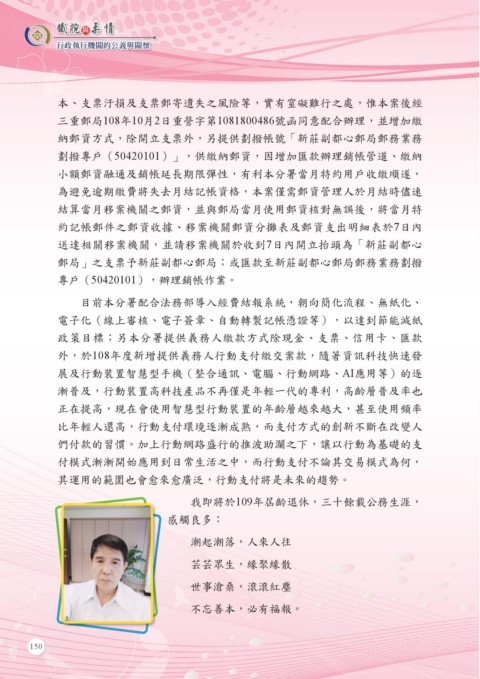 鐵腕與柔情
行政執行機關的公義與關懷
本、支票汙損及支票郵寄遺失之風險等，實有窒礙難行之處，惟本案後經
三重郵局108年10月2日重營字第1081800486號函同意配合辦理，並增加繳
納郵資方式，除開立支票外，另提供劃撥帳號「新莊副都心郵局郵務業務
劃撥專戶（50420101）」，供繳納郵資，因增加匯款辦理銷帳管道、繳納
小額郵資融通及銷帳延長期限彈性，有利本分署當月特約用戶收繳順遂，
為避免逾期繳費將失去月結記帳資格，本案僅需郵資管理人於月結時儘速
結算當月移案機關之郵資，並與郵局當月使用郵資核對無誤後，將當月特
約記帳郵件之郵資收據、移案機關郵資分攤表及郵資支出明細表於7日內
送達相關移案機關，並請移案機關於收到7日內開立抬頭為「新莊副都心
郵局」之支票予新莊副都心郵局；或匯款至新莊副都心郵局郵務業務劃撥
專戶（50420101），辦理銷帳作業。
目前本分署配合法務部導入經費結報系統，朝向簡化流程、無紙化、
電子化（線上審核、電子簽章、自動轉製記帳憑證等），以達到節能減紙
政策目標；另本分署提供義務人繳款方式除現金、支票、信用卡、匯款
外，於108年度新增提供義務人行動支付繳交案款，隨著資訊科技快速發
展及行動裝置智慧型手機（整合通訊、電腦、行動網路、AI應用等）的逐
漸普及，行動裝置高科技產品不再僅是年輕一代的專利，高齡層普及率也
正在提高，現在會使用智慧型行動裝置的年齡層越來越大，甚至使用頻率
比年輕人還高，行動支付環境逐漸成熟，而支付方式的創新不斷在改變人
們付款的習慣。加上行動網路盛行的推波助瀾之下，讓以行動為基礎的支
付模式漸漸開始應用到日常生活之中，而行動支付不論其交易模式為何，
其運用的範圍也會愈來愈廣泛，行動支付將是未來的趨勢。
我即將於109年屆齡退休，三十餘載公務生涯，
感觸良多：
潮起潮落，人來人往
芸芸眾生，緣聚緣散
世事滄桑，滾滾紅塵
不忘善本，必有福報。
150